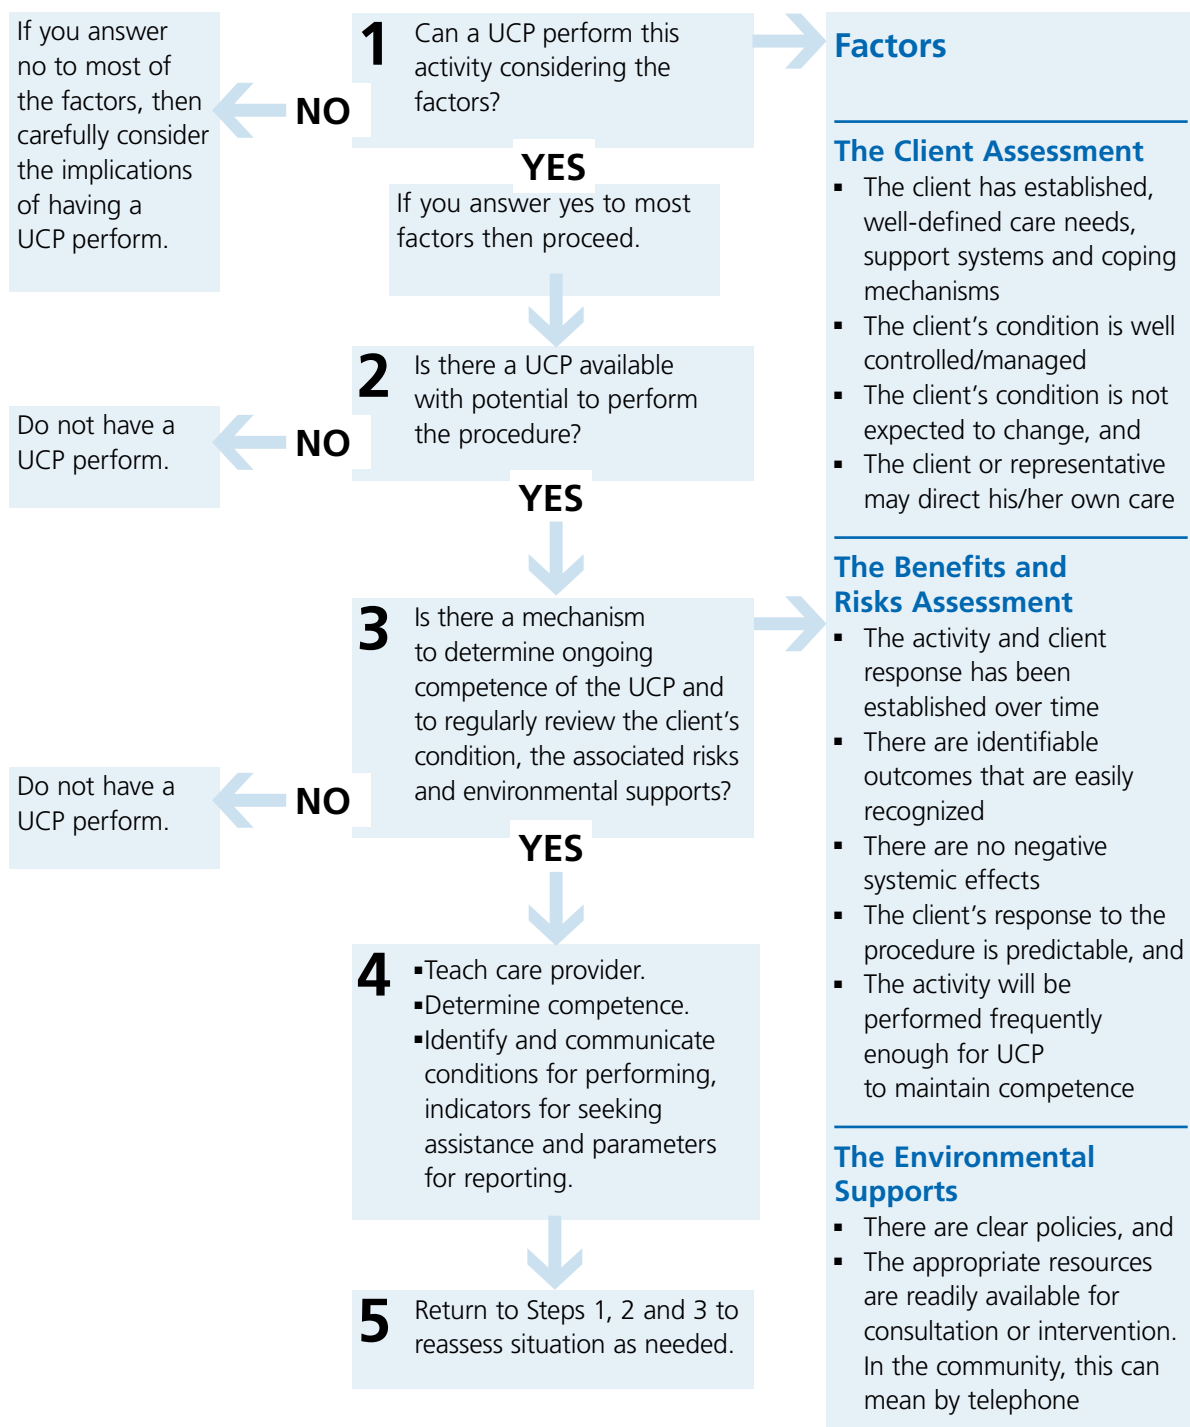 If you answer
no to most of
the factors, then
carefully consider
the implications
of having a
UCP perform.
NO
1
Can a UCP perform this
activity considering the
factors?
YES
If you answer yes to most
factors then proceed.
Do not have a
UCP perform.
NO
2
Is there a UCP available
with potential to perform
the procedure?
YES
Do not have a
UCP perform.
NO
3
Is there a mechanism
to determine ongoing
competence of the UCP and
to regularly review the client’s
condition, the associated risks
and environmental supports?
YES
4
▪Teach care provider.
▪Determine competence.
▪Identify and communicate
conditions for performing,
indicators for seeking
assistance and parameters
for reporting.
5
Return to Steps 1, 2 and 3 to
reassess situation as needed.
Factors
The Client Assessment
▪ The client has established,
well-defined care needs,
support systems and coping
mechanisms
▪ The client’s condition is well
controlled/managed
▪ The client’s condition is not
expected to change, and
▪ The client or representative
may direct his/her own care
The Benefits and
Risks Assessment
▪ The activity and client
response has been
established over time
▪ There are identifiable
outcomes that are easily
recognized
▪ There are no negative
systemic effects
▪ The client’s response to the
procedure is predictable, and
▪ The activity will be
performed frequently
enough for UCP
to maintain competence
The Environmental
Supports
▪ There are clear policies, and
▪ The appropriate resources
are readily available for
consultation or intervention.
In the community, this can
mean by telephone